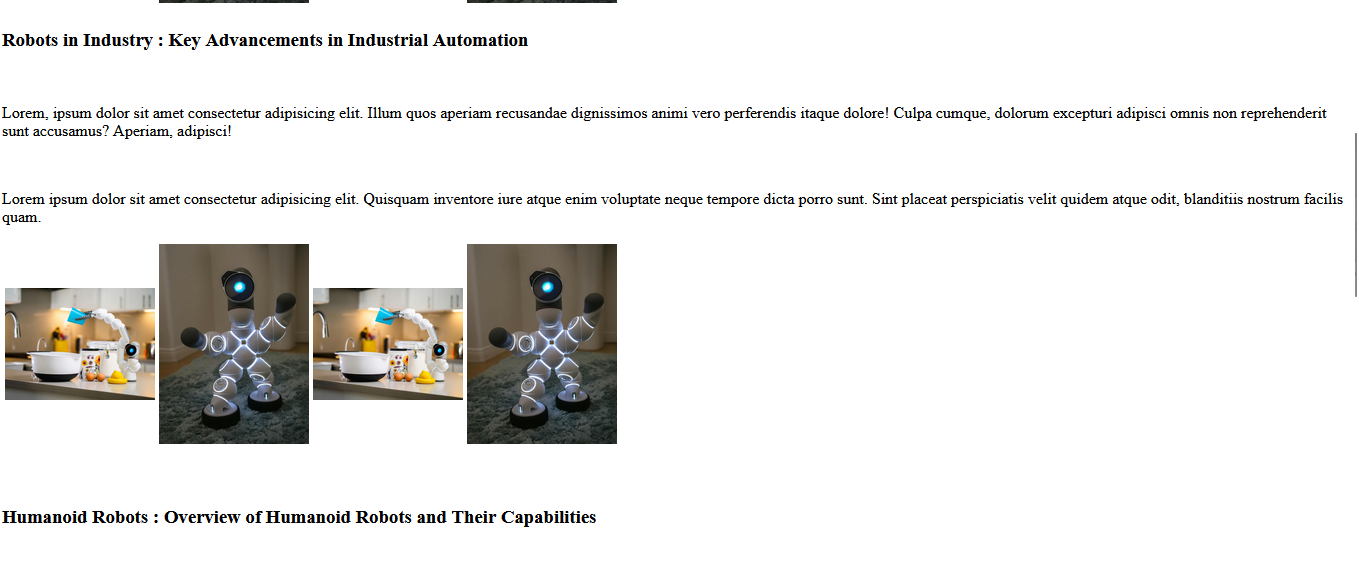 Robots in Industry : Key Advancements in Industrial Automation
Lorem, ipsum dolor sit amet consectetur adipisicing elit. Illum quos aperiam recusandae dignissimos animi vero perferendis itaque dolore! Culpa cumque, dolorum excepturi adipisci omnis non reprehenderit
sunt accusamus? Aperiam, adipisci!
Lorem ipsum dolor sit amet consectetur adipisicing elit. Quisquam inventore iure atque enim voluptate neque tempore dicta porro sunt. Sint placeat perspiciatis velit quidem atque odit, blanditiis nostrum facilis
quam.
Humanoid Robots : Overview of Humanoid Robots and Their Capabilities